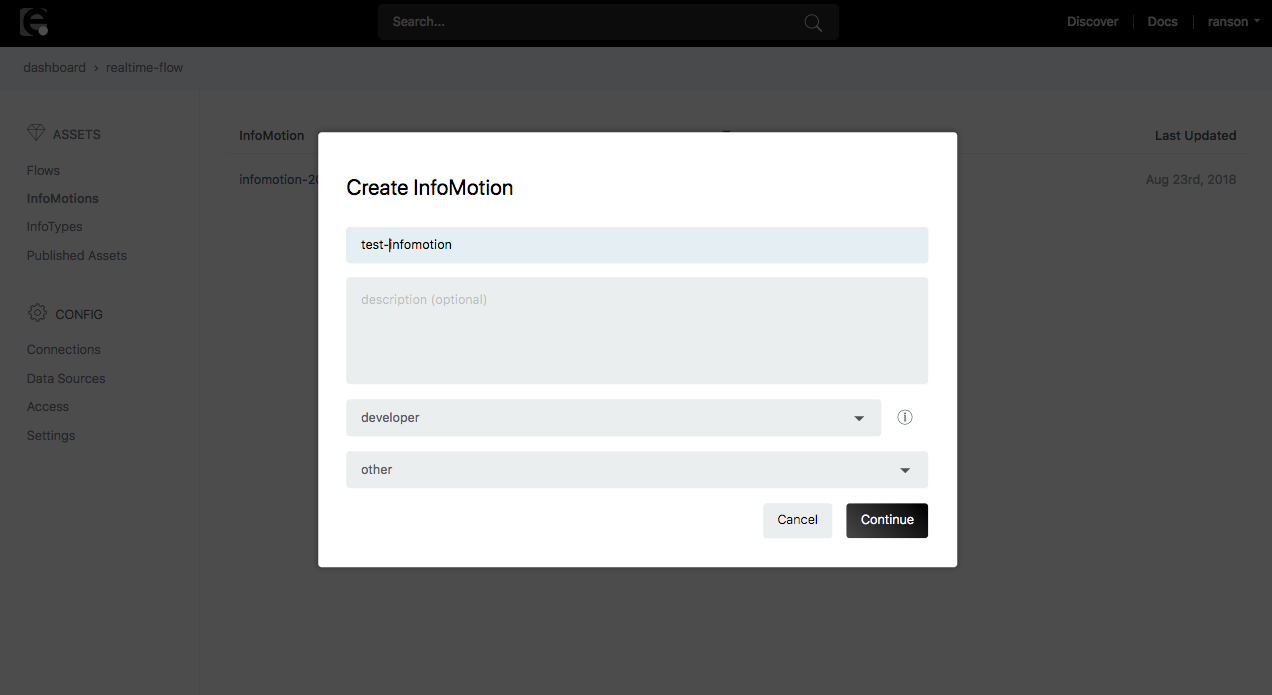 Search...
Discover
Docs
ranson
dashboard › realtime-flow
ASSETS
Flows
InfoMotions
InfoTypes
Published Assets
CONFIG
Connections
Data Sources
Access
Settings
InfoMotion
Last Updated
infomotion-20
Aug 23rd, 2018
Create InfoMotion
test-infomotion
description (optional)
developer
other
Cancel
Continue